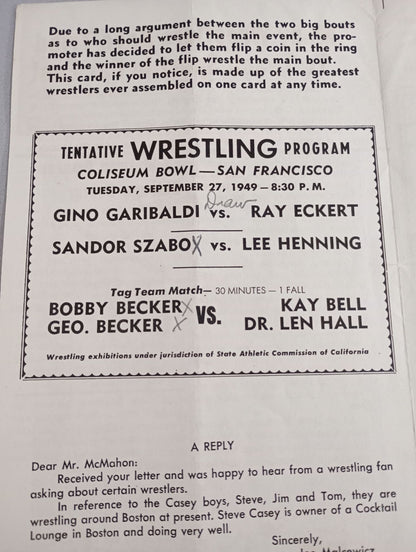 Due to a long argument between the two big bouts
as to who should wrestle the main event, the pro-
moter has decided to let them flip a coin in the ring
and the winner of the flip wrestle the main bout.
This card, if you notice, is made up of the greatest
wrestlers ever assembled on one card at any time.
TENTATIVE WRESTLING PROGRAM
COLISEUM BOWL—SAN FRANCISCO
TUESDAY, SEPTEMBER 27, 1949—8:30 P. M.
Draw
GINO GARIBALDI vs. RAY ECKERT
SANDOR SZABO X vs. LEE HENNING
Tag Team Match— 30 MINUTES — 1 FALL
BOBBY BECKER X vs. KAY BELL
GEO. BECKER X DR. LEN HALL
Wrestling exhibitions under jurisdiction of State Athletic Commission of California
A REPLY
Dear Mr. McMahon:
Received your letter and was happy to hear from a wrestling fan
asking about certain wrestlers.
In reference to the Casey boys, Steve, Jim and Tom, they are
wrestling around Boston at present. Steve Casey is owner of a Cocktail
Lounge in Boston and doing very well.
Sincerely,